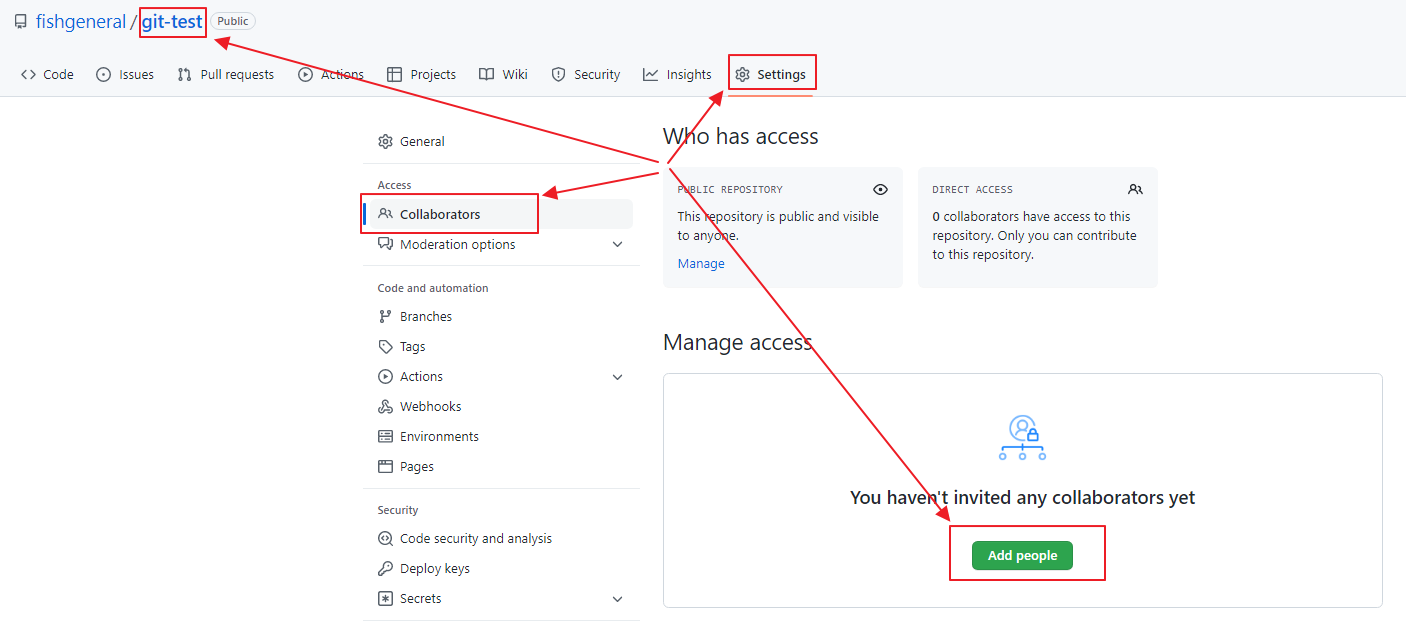 fishgeneral / git-test Public
Code Issues Pull requests Actions Projects Wiki Security Insights Settings
General
Access
Collaborators
Moderation options
Code and automation
Branches
Tags
Actions
Webhooks
Environments
Pages
Security
Code security and analysis
Deploy keys
Secrets
Who has access
PUBLIC REPOSITORY
This repository is public and visible
to anyone.
Manage
DIRECT ACCESS
0 collaborators have access to this
repository. Only you can contribute
to this repository.
Manage access
You haven't invited any collaborators yet
Add people